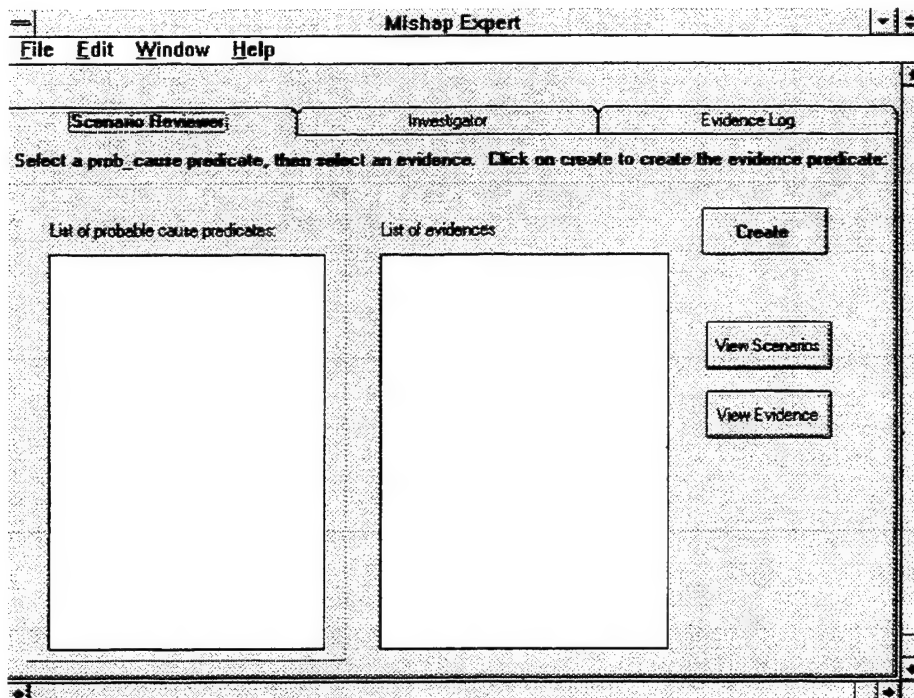 Mishap Expert
File Edit Window Help
Scenario Reviewer Investigator Evidence Log
Select a prob_cause predicate, then select an evidence. Click on create to create the evidence predicate:
List of probable cause predicates: List of evidences Create
View Scenarios
View Evidence